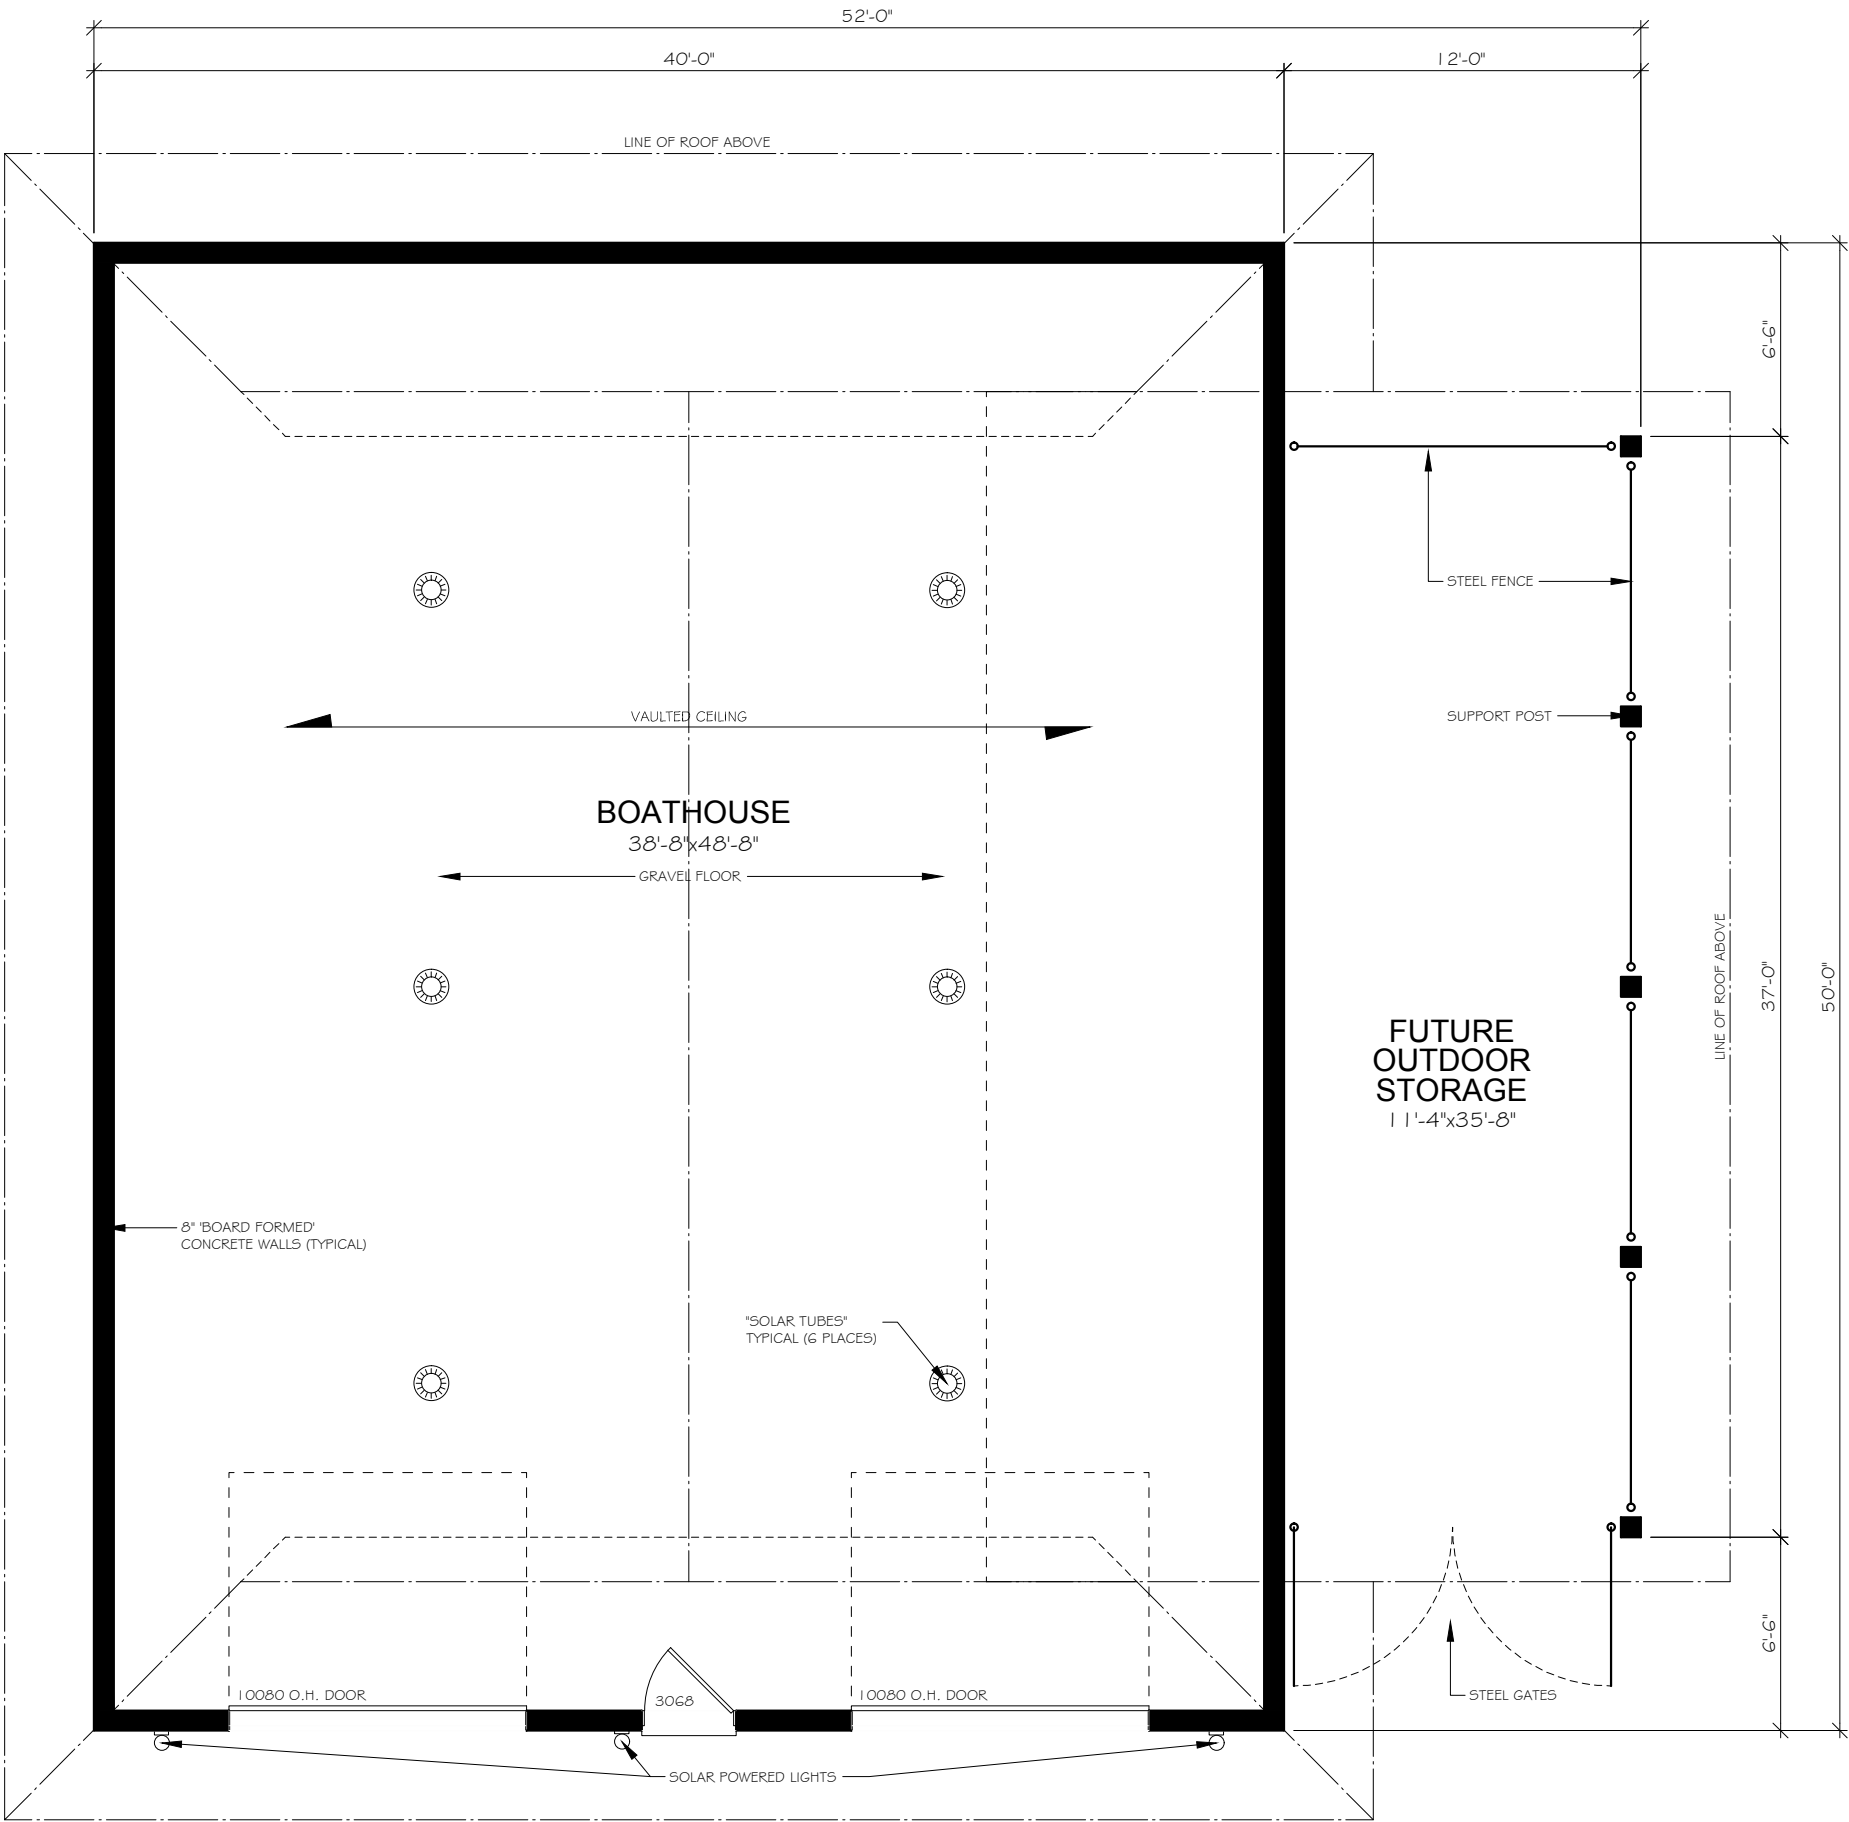 52'-0"
40'-0"
12'-0"
LINE OF ROOF ABOVE
6'-6"
STEEL FENCE
VAULTED CEILING
SUPPORT POST
BOATHOUSE
38'-8"x48'-8"
GRAVEL FLOOR
LINE OF ROOF ABOVE
37'-0"
50'-0"
FUTURE
OUTDOOR
STORAGE
11'-4"x35'-8"
8" 'BOARD FORMED'
CONCRETE WALLS (TYPICAL)
"SOLAR TUBES"
TYPICAL (6 PLACES)
6'-6"
10080 O.H. DOOR
3068
10080 O.H. DOOR
STEEL GATES
SOLAR POWERED LIGHTS